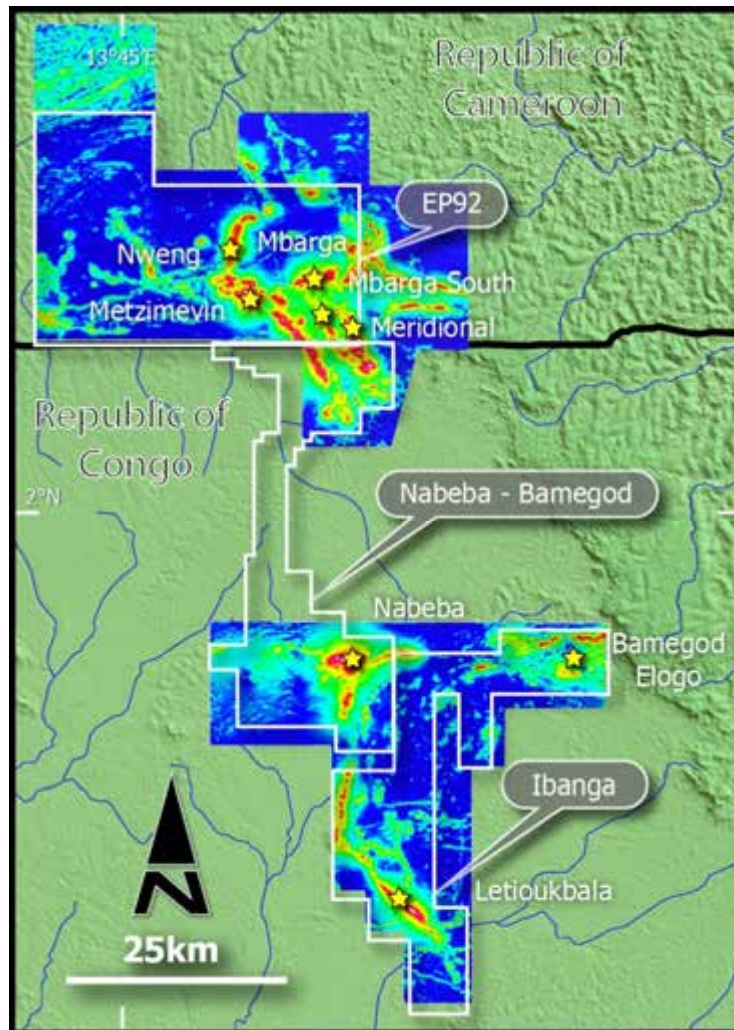 13°45'E
Republic of
Cameroon
EP92
Nweng
Mbarga
Mbarga South
Metzimevin
Meridional
Republic of
Congo
2°N
Nabeba - Bamegod
Nabeba
Bamegod
Elogo
Ibanga
Letioukbala
N
25km